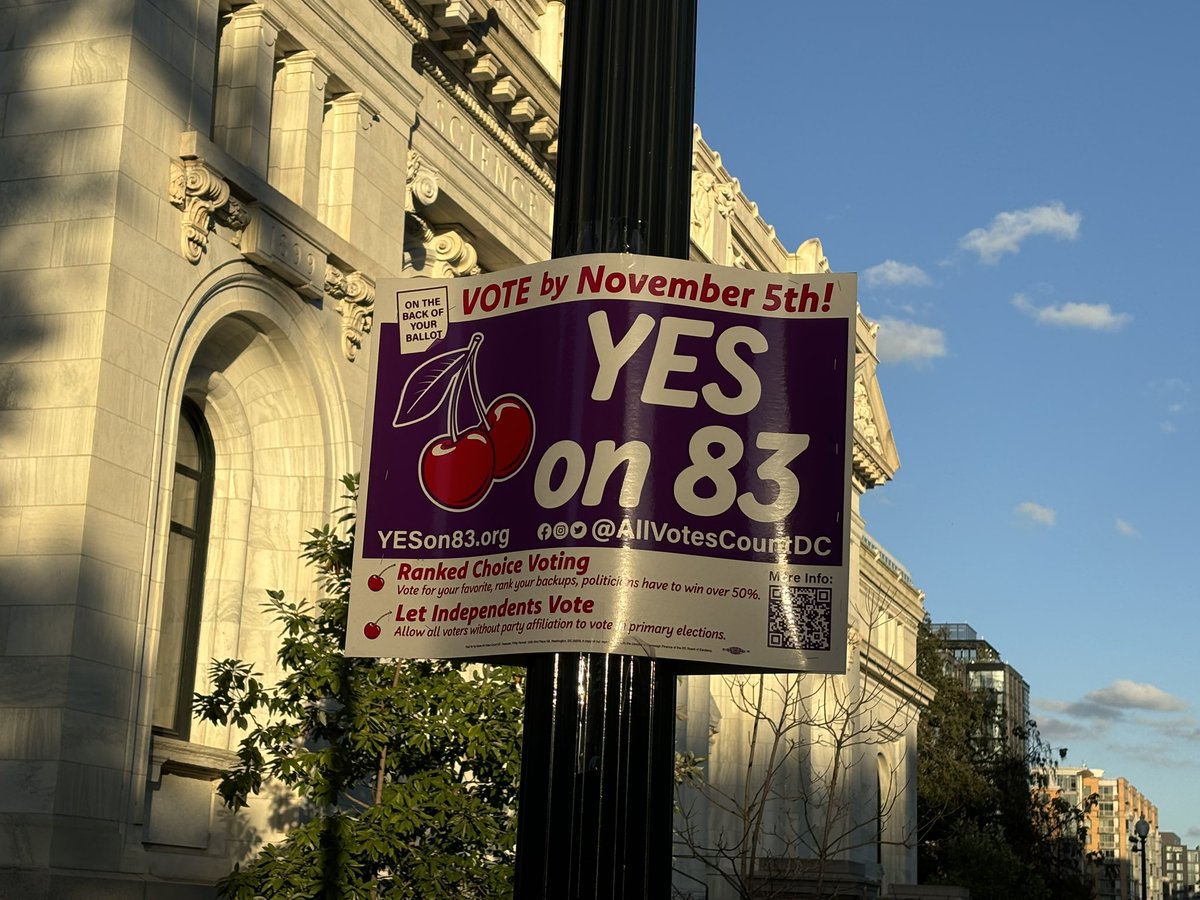 SCIENCE
1899
VOTE by November 5th!
ON THE
BACK OF
YOUR
BALLOT
YES
on 83
YESon83.org
@AllVotesCountDC
Ranked Choice Voting
Vote for your favorite, rank your backups, politicians have to win over 50%.
Let Independents Vote
Allow all voters without party affiliation to vote in primary elections.
More Info: